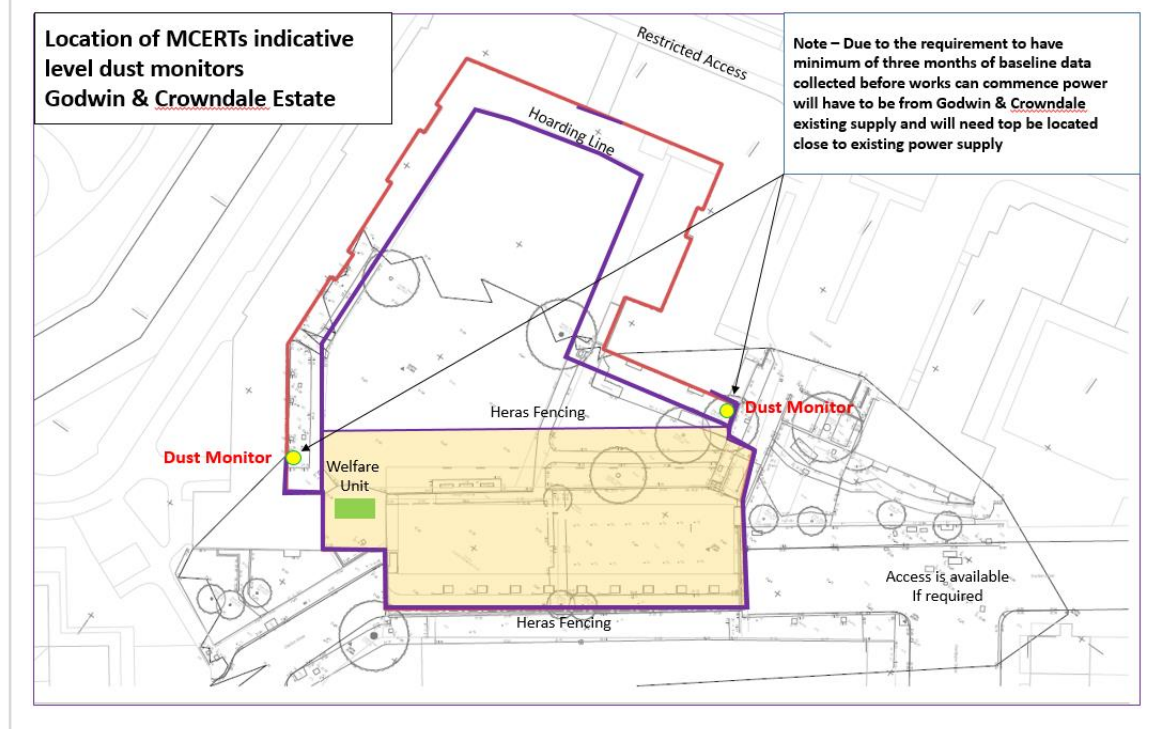 Location of MCERTs indicative
level dust monitors
Godwin & Crowndale Estate
Note – Due to the requirement to have
minimum of three months of baseline data
collected before works can commence power
will have to be from Godwin & Crowndale
existing supply and will need top be located
close to existing power supply
Restricted Access
Hoarding Line
Heras Fencing
Dust Monitor
Dust Monitor
Welfare
Unit
Access is available
If required
Heras Fencing